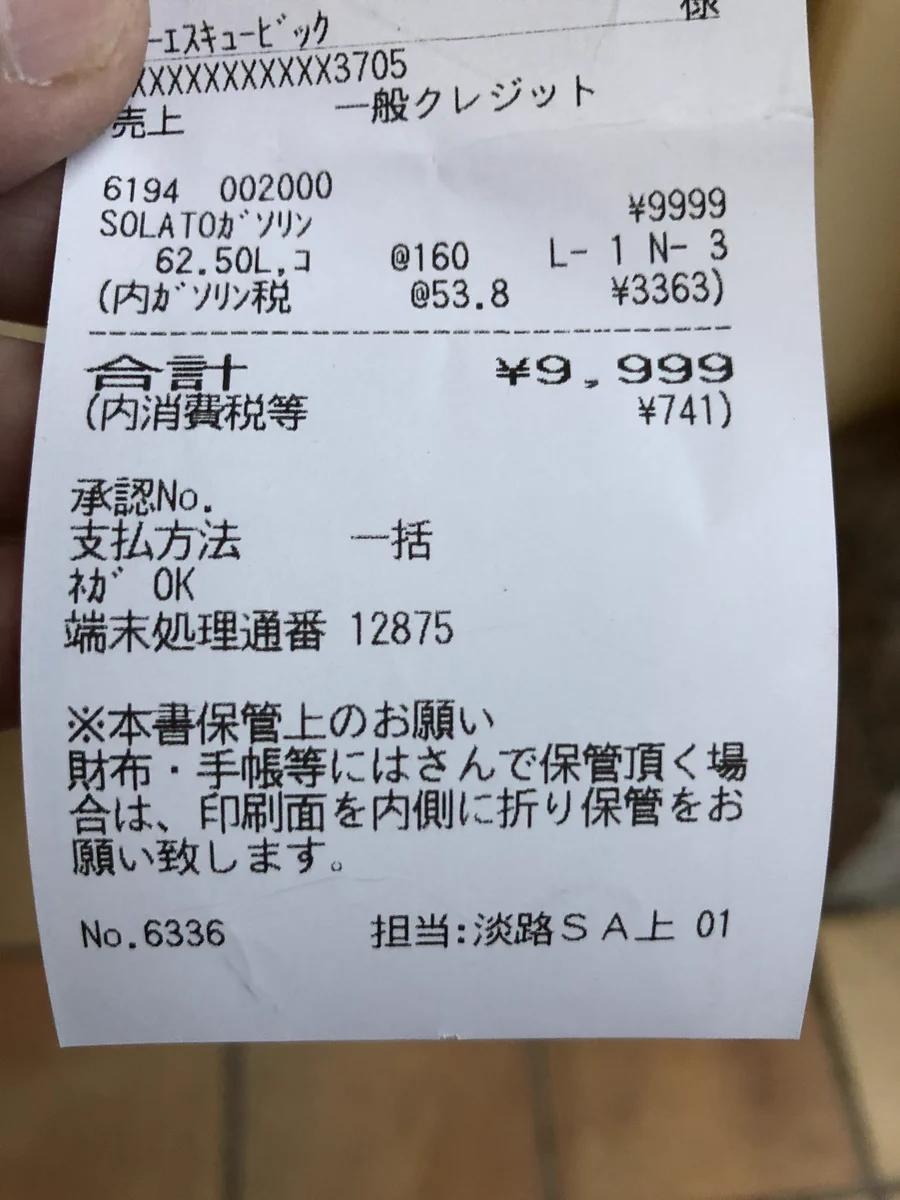 様
ーエスキュービック
XXXXXXXXXXXX3705
売上 一般クレジット
6194 002000 ¥9999
SOLATOガソリン
62.50L,コ @160 L- 1 N- 3
(内ガソリン税 @53.8 ¥3363)
合計 ¥9,999
(内消費税等 ¥741)
承認No.
支払方法 一括
ネガ OK
端末処理通番 12875
※本書保管上のお願い
財布・手帳等にはさんで保管頂く場
合は、印刷面を内側に折り保管をお
願い致します。
No.6336 担当:淡路SA上 01